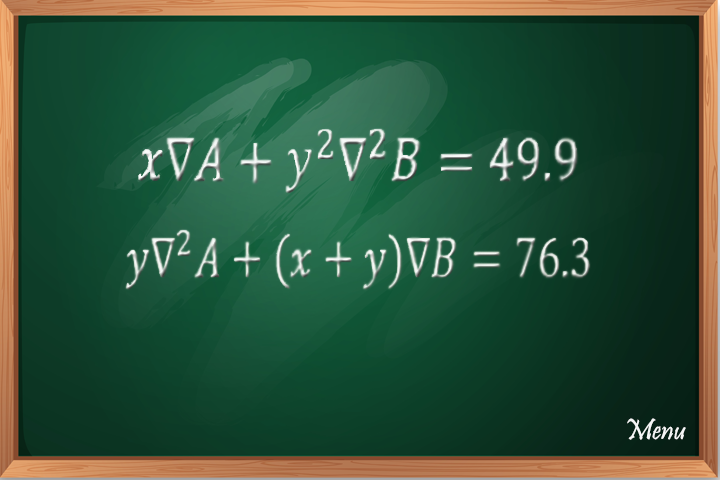 x∇A + y²∇²B = 49.9
y∇²A + (x + y)∇B = 76.3
Menu